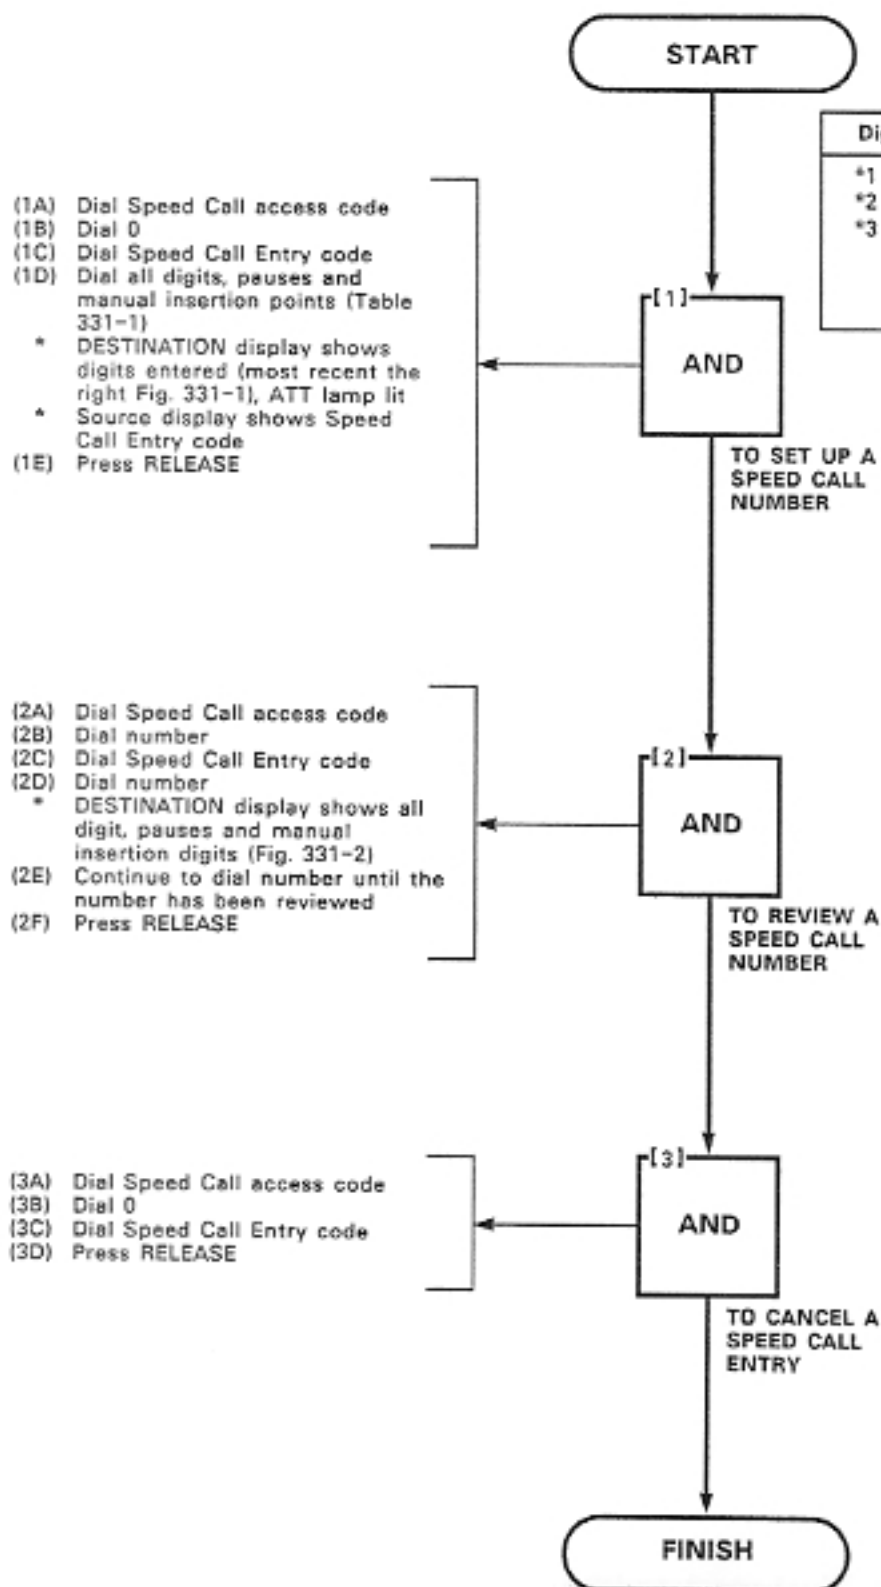 START
Di
*1
*2
*3
(1A) Dial Speed Call access code
(1B) Dial 0
(1C) Dial Speed Call Entry code
(1D) Dial all digits, pauses and
manual insertion points (Table
331-1)
* DESTINATION display shows
digits entered (most recent the
right Fig. 331-1), ATT lamp lit
* Source display shows Speed
Call Entry code
(1E) Press RELEASE
[1]
AND
TO SET UP A
SPEED CALL
NUMBER
(2A) Dial Speed Call access code
(2B) Dial number
(2C) Dial Speed Call Entry code
(2D) Dial number
* DESTINATION display shows all
digit, pauses and manual
insertion digits (Fig. 331-2)
(2E) Continue to dial number until the
number has been reviewed
(2F) Press RELEASE
[2]
AND
TO REVIEW A
SPEED CALL
NUMBER
(3A) Dial Speed Call access code
(3B) Dial 0
(3C) Dial Speed Call Entry code
(3D) Press RELEASE
[3]
AND
TO CANCEL A
SPEED CALL
ENTRY
FINISH